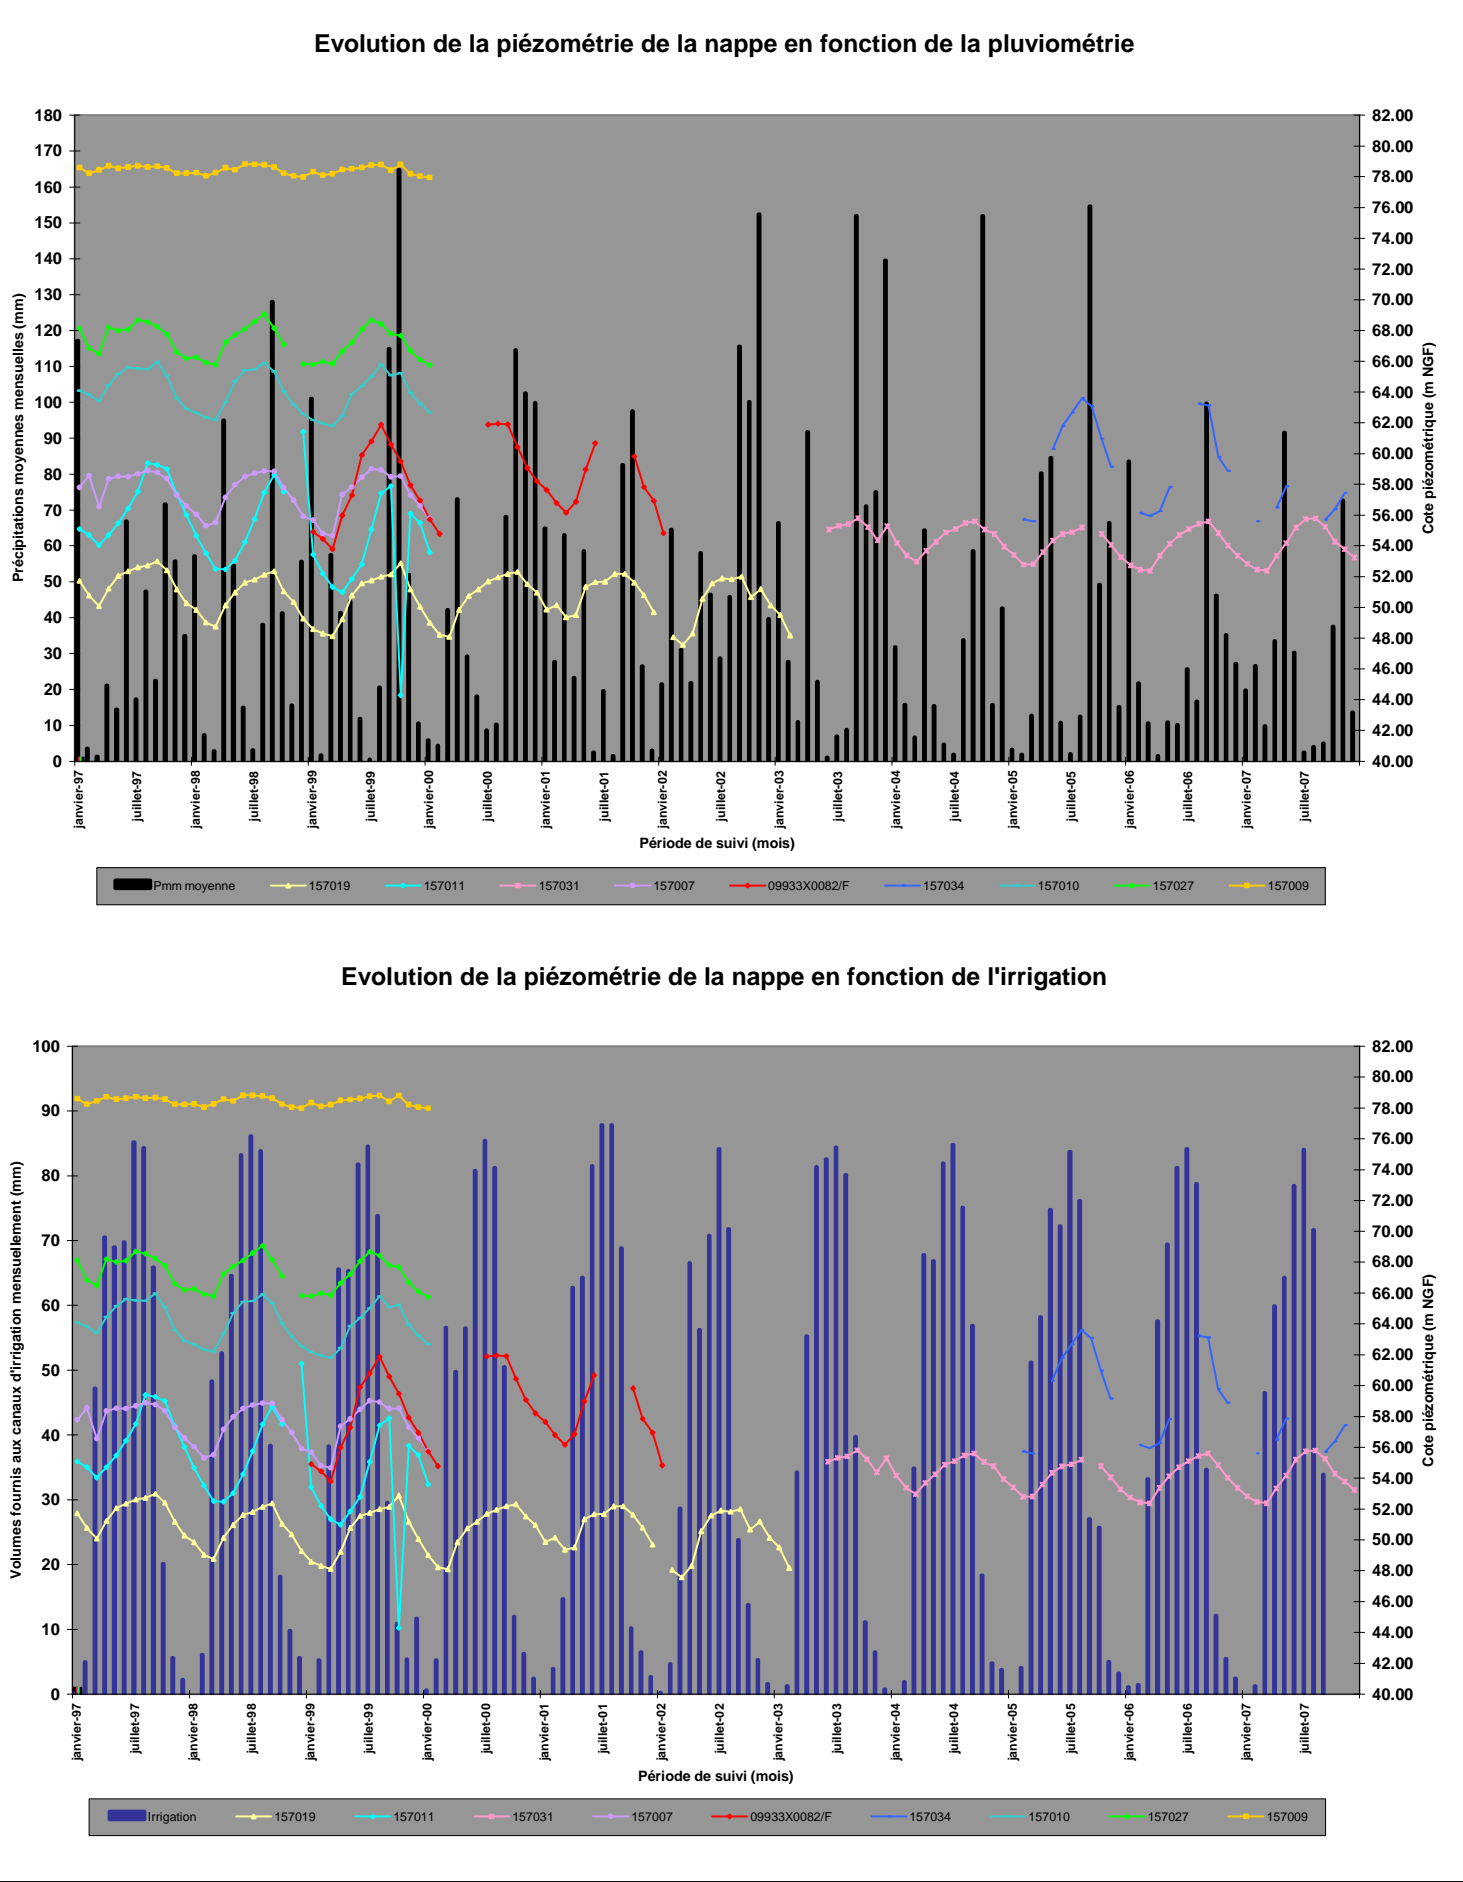 Evolution de la piézométrie de la nappe en fonction de la pluviométrie
Précipitations moyennes mensuelles (mm)
180
170
160
150
140
130
120
110
100
90
80
70
60
50
40
30
20
10
0
82.00
80.00
78.00
76.00
74.00
72.00
70.00
68.00
66.00
64.00
62.00
60.00
58.00
56.00
54.00
52.00
50.00
48.00
46.00
44.00
42.00
40.00
Cote piézométrique (m NGF)
janvier-97
juillet-97
janvier-98
juillet-98
janvier-99
juillet-99
janvier-00
juillet-00
janvier-01
juillet-01
janvier-02
juillet-02
janvier-03
juillet-03
janvier-04
juillet-04
janvier-05
juillet-05
janvier-06
juillet-06
janvier-07
juillet-07
Période de suivi (mois)
Pmm moyenne 157019 157011 157031 157007 09933X0082/F 157034 157010 157027 157009
Evolution de la piézométrie de la nappe en fonction de l'irrigation
Volumes fournis aux canaux d'irrigation mensuellement (mm)
100
90
80
70
60
50
40
30
20
10
0
82.00
80.00
78.00
76.00
74.00
72.00
70.00
68.00
66.00
64.00
62.00
60.00
58.00
56.00
54.00
52.00
50.00
48.00
46.00
44.00
42.00
40.00
Cote piézométrique (m NGF)
janvier-97
juillet-97
janvier-98
juillet-98
janvier-99
juillet-99
janvier-00
juillet-00
janvier-01
juillet-01
janvier-02
juillet-02
janvier-03
juillet-03
janvier-04
juillet-04
janvier-05
juillet-05
janvier-06
juillet-06
janvier-07
juillet-07
Période de suivi (mois)
Irrigation 157019 157011 157031 157007 09933X0082/F 157034 157010 157027 157009